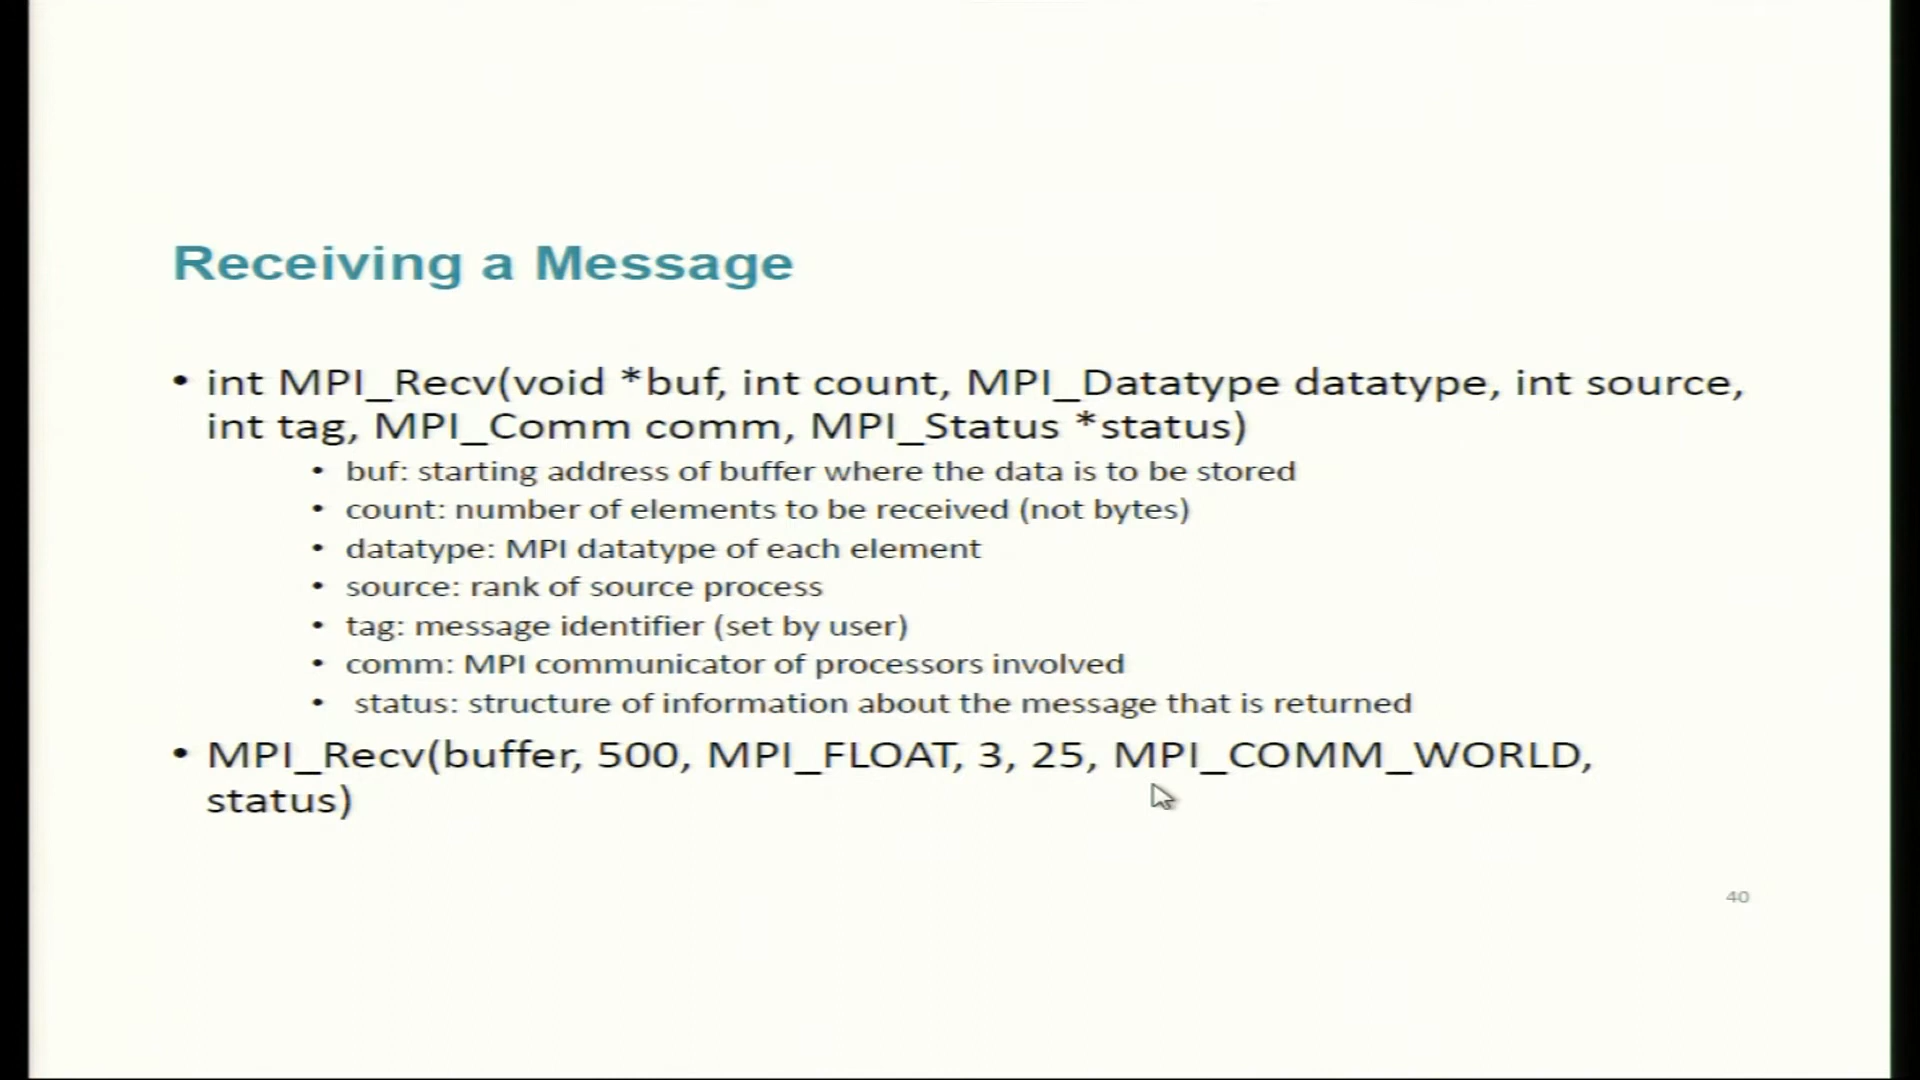 Receiving a Message
• int MPI_Recv(void *buf, int count, MPI_Datatype datatype, int source,
int tag, MPI_Comm comm, MPI_Status *status)
• buf: starting address of buffer where the data is to be stored
• count: number of elements to be received (not bytes)
• datatype: MPI datatype of each element
• source: rank of source process
• tag: message identifier (set by user)
• comm: MPI communicator of processors involved
• status: structure of information about the message that is returned
• MPI_Recv(buffer, 500, MPI_FLOAT, 3, 25, MPI_COMM_WORLD,
status)
40